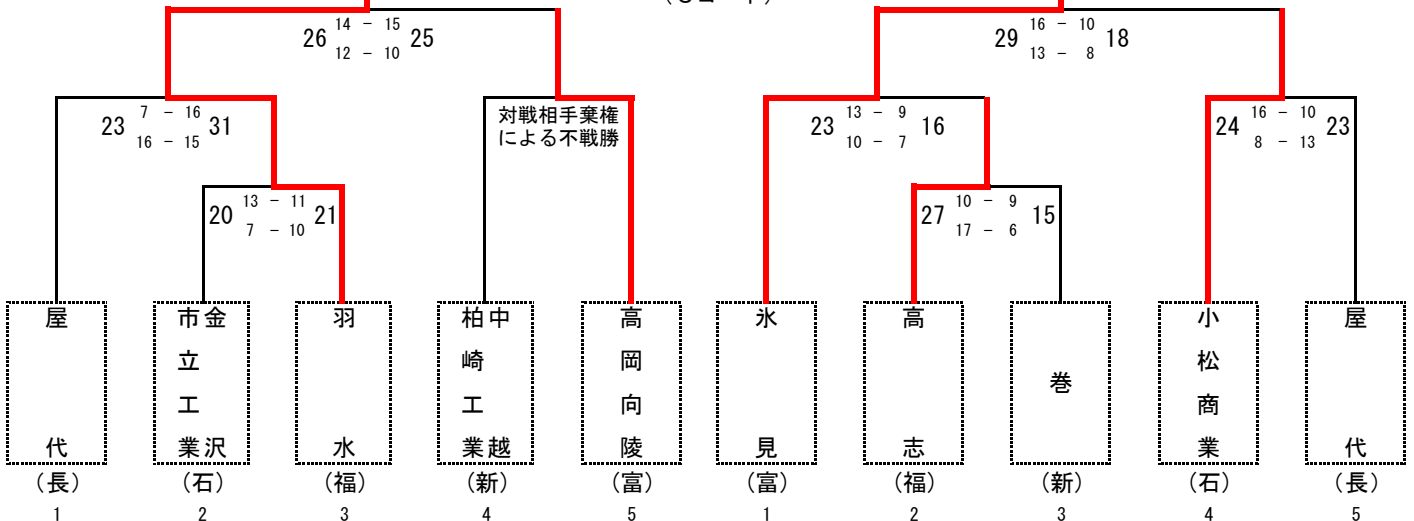 14 － 15
26 25
12 － 10
16 － 10
29 18
13 － 8
7 － 16
23 31
16 － 15
対戦相手棄権
による不戦勝
13 － 9
23 16
10 － 7
16 － 10
24 23
8 － 13
13 － 11
20 21
7 － 10
10 － 9
27 15
17 － 6
屋代
金沢
市立工業
羽水
中越
柏崎工業
高岡向陵
氷見
高志
巻
小松商業
屋代
（長） （石） （福） （新） （富） （富） （福） （新） （石） （長）
1 2 3 4 5 1 2 3 4 5